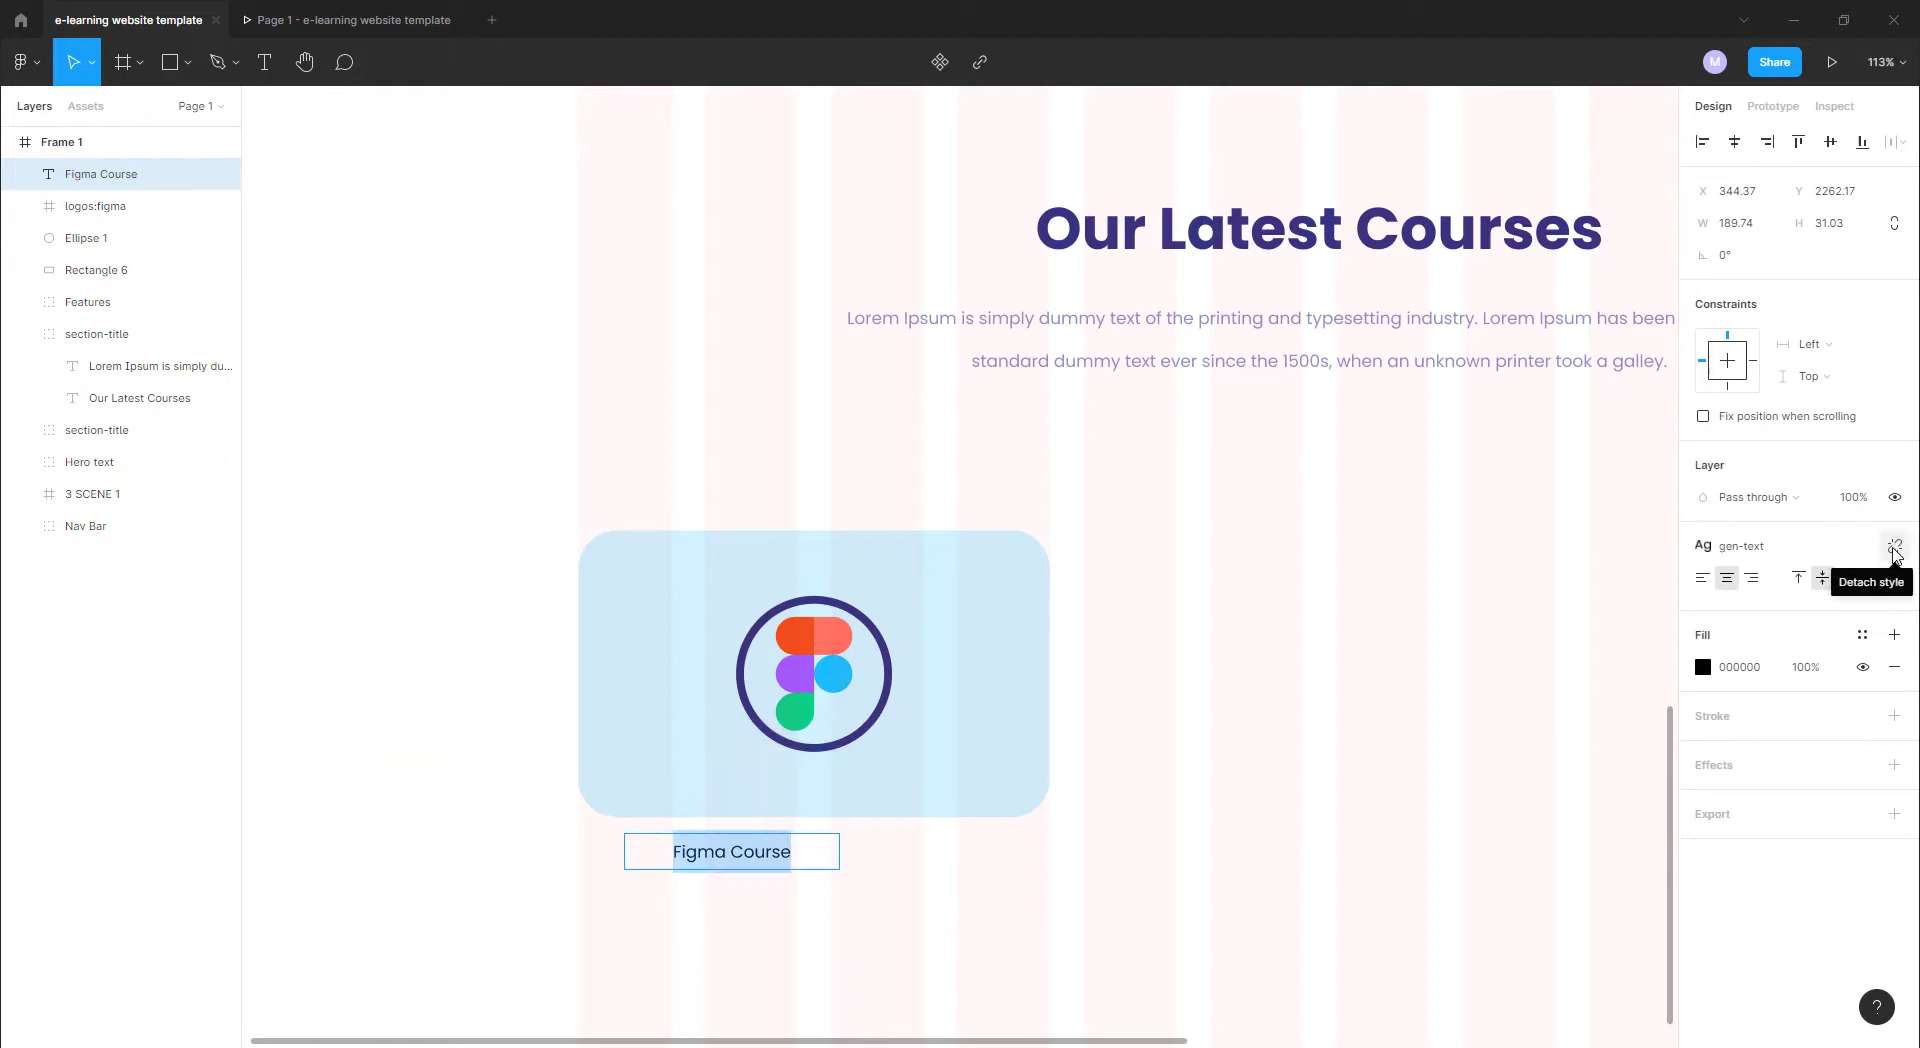 e-learning website template
Page 1 - e-learning website template
M
Share
113%
Layers
Assets
Page 1
Frame 1
Figma Course
logos:figma
Ellipse 1
Rectangle 6
Features
section-title
Lorem Ipsum is simply du...
Our Latest Courses
section-title
Hero text
3 SCENE 1
Nav Bar
Our Latest Courses
Lorem Ipsum is simply dummy text of the printing and typesetting industry. Lorem Ipsum has been
standard dummy text ever since the 1500s, when an unknown printer took a galley.
Figma Course
Design
Prototype
Inspect
X 344.37 Y 2262.17
W 189.74 H 31.03
0°
Constraints
Left
Top
Fix position when scrolling
Layer
Pass through 100%
Ag gen-text
Detach style
Fill
000000 100%
Stroke
Effects
Export
?